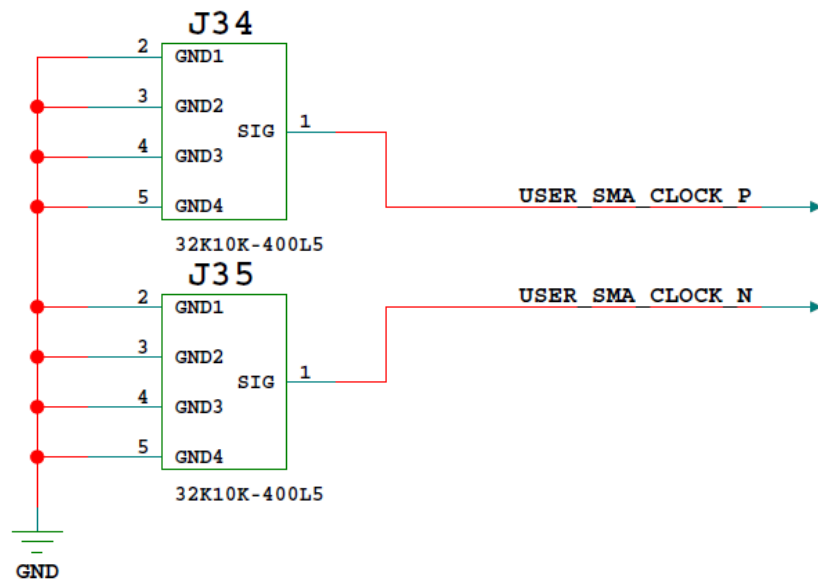 J34
2 GND1
3 GND2
SIG 1
4 GND3
5 GND4
USER_SMA_CLOCK_P
32K10K-400L5
J35
2 GND1
USER_SMA_CLOCK_N
3 GND2
SIG 1
4 GND3
5 GND4
32K10K-400L5
GND